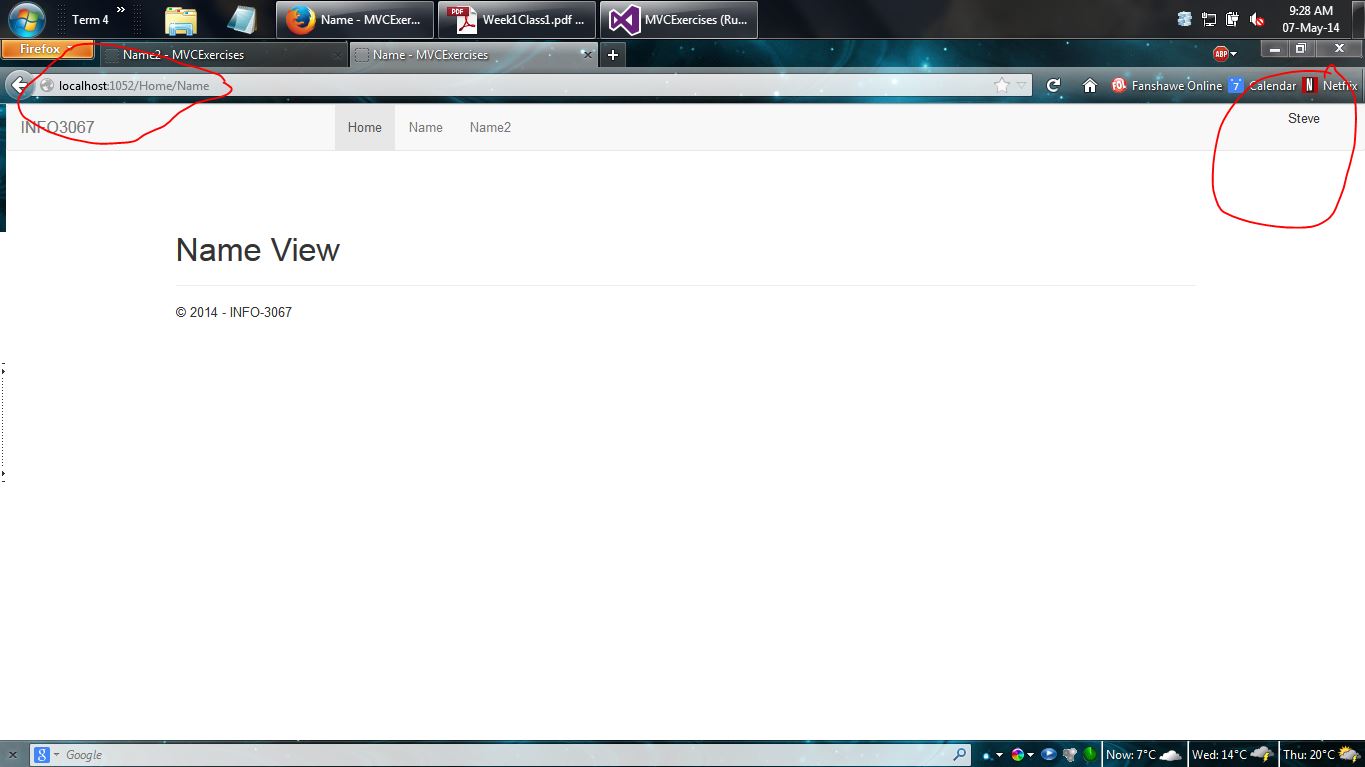 Term 4 »
Name - MVCExer...
Week1Class1.pdf ...
MVCExercises (Ru...
9:28 AM
07-May-14
Firefox
Name2 - MVCExercises
Name - MVCExercises
ABP
localhost:1052/Home/Name
FOL Fanshawe Online
7 Calendar
N Netflix
INFO3067
Home
Name
Name2
Steve
Name View
© 2014 - INFO-3067
Google
Now: 7°C
Wed: 14°C
Thu: 20°C